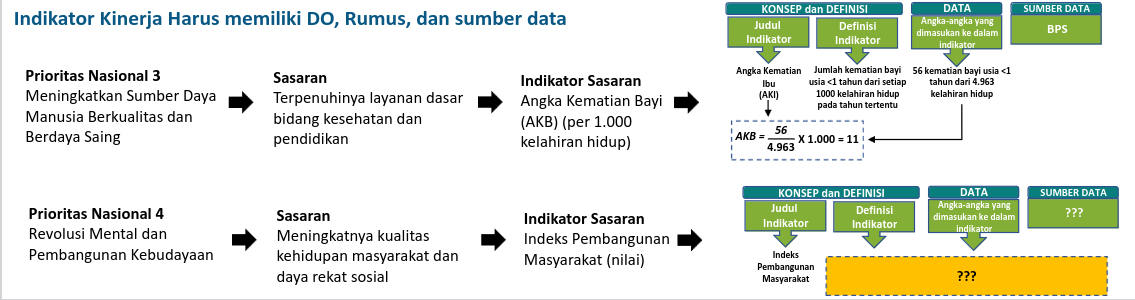 Indikator Kinerja Harus memiliki DO, Rumus, dan sumber data
Prioritas Nasional 3
Meningkatkan Sumber Daya
Manusia Berkualitas dan
Berdaya Saing
Sasaran
Terpenuhinya layanan dasar
bidang kesehatan dan
pendidikan
Indikator Sasaran
Angka Kematian Bayi
(AKB) (per 1.000
kelahiran hidup)
KONSEP dan DEFINISI
Judul
Indikator
Definisi
Indikator
DATA
Angka-angka yang
dimasukan ke dalam
indikator
SUMBER DATA
BPS
Angka Kematian
Ibu
(AKI)
Jumlah kematian bayi
usia <1 tahun dari setiap
1000 kelahiran hidup
pada tahun tertentu
56 kematian bayi usia <1
tahun dari 4.963
kelahiran hidup
AKB = 56 / 4.963 X 1.000 = 11
Prioritas Nasional 4
Revolusi Mental dan
Pembangunan Kebudayaan
Sasaran
Meningkatnya kualitas
kehidupan masyarakat dan
daya rekat sosial
Indikator Sasaran
Indeks Pembangunan
Masyarakat (nilai)
KONSEP dan DEFINISI
Judul
Indikator
Definisi
Indikator
DATA
Angka-angka yang
dimasukan ke dalam
indikator
SUMBER DATA
???
Indeks
Pembangunan
Masyarakat
???